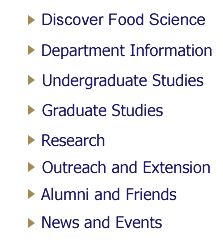 Discover Food Science
Department Information
Undergraduate Studies
Graduate Studies
Research
Outreach and Extension
Alumni and Friends
News and Events